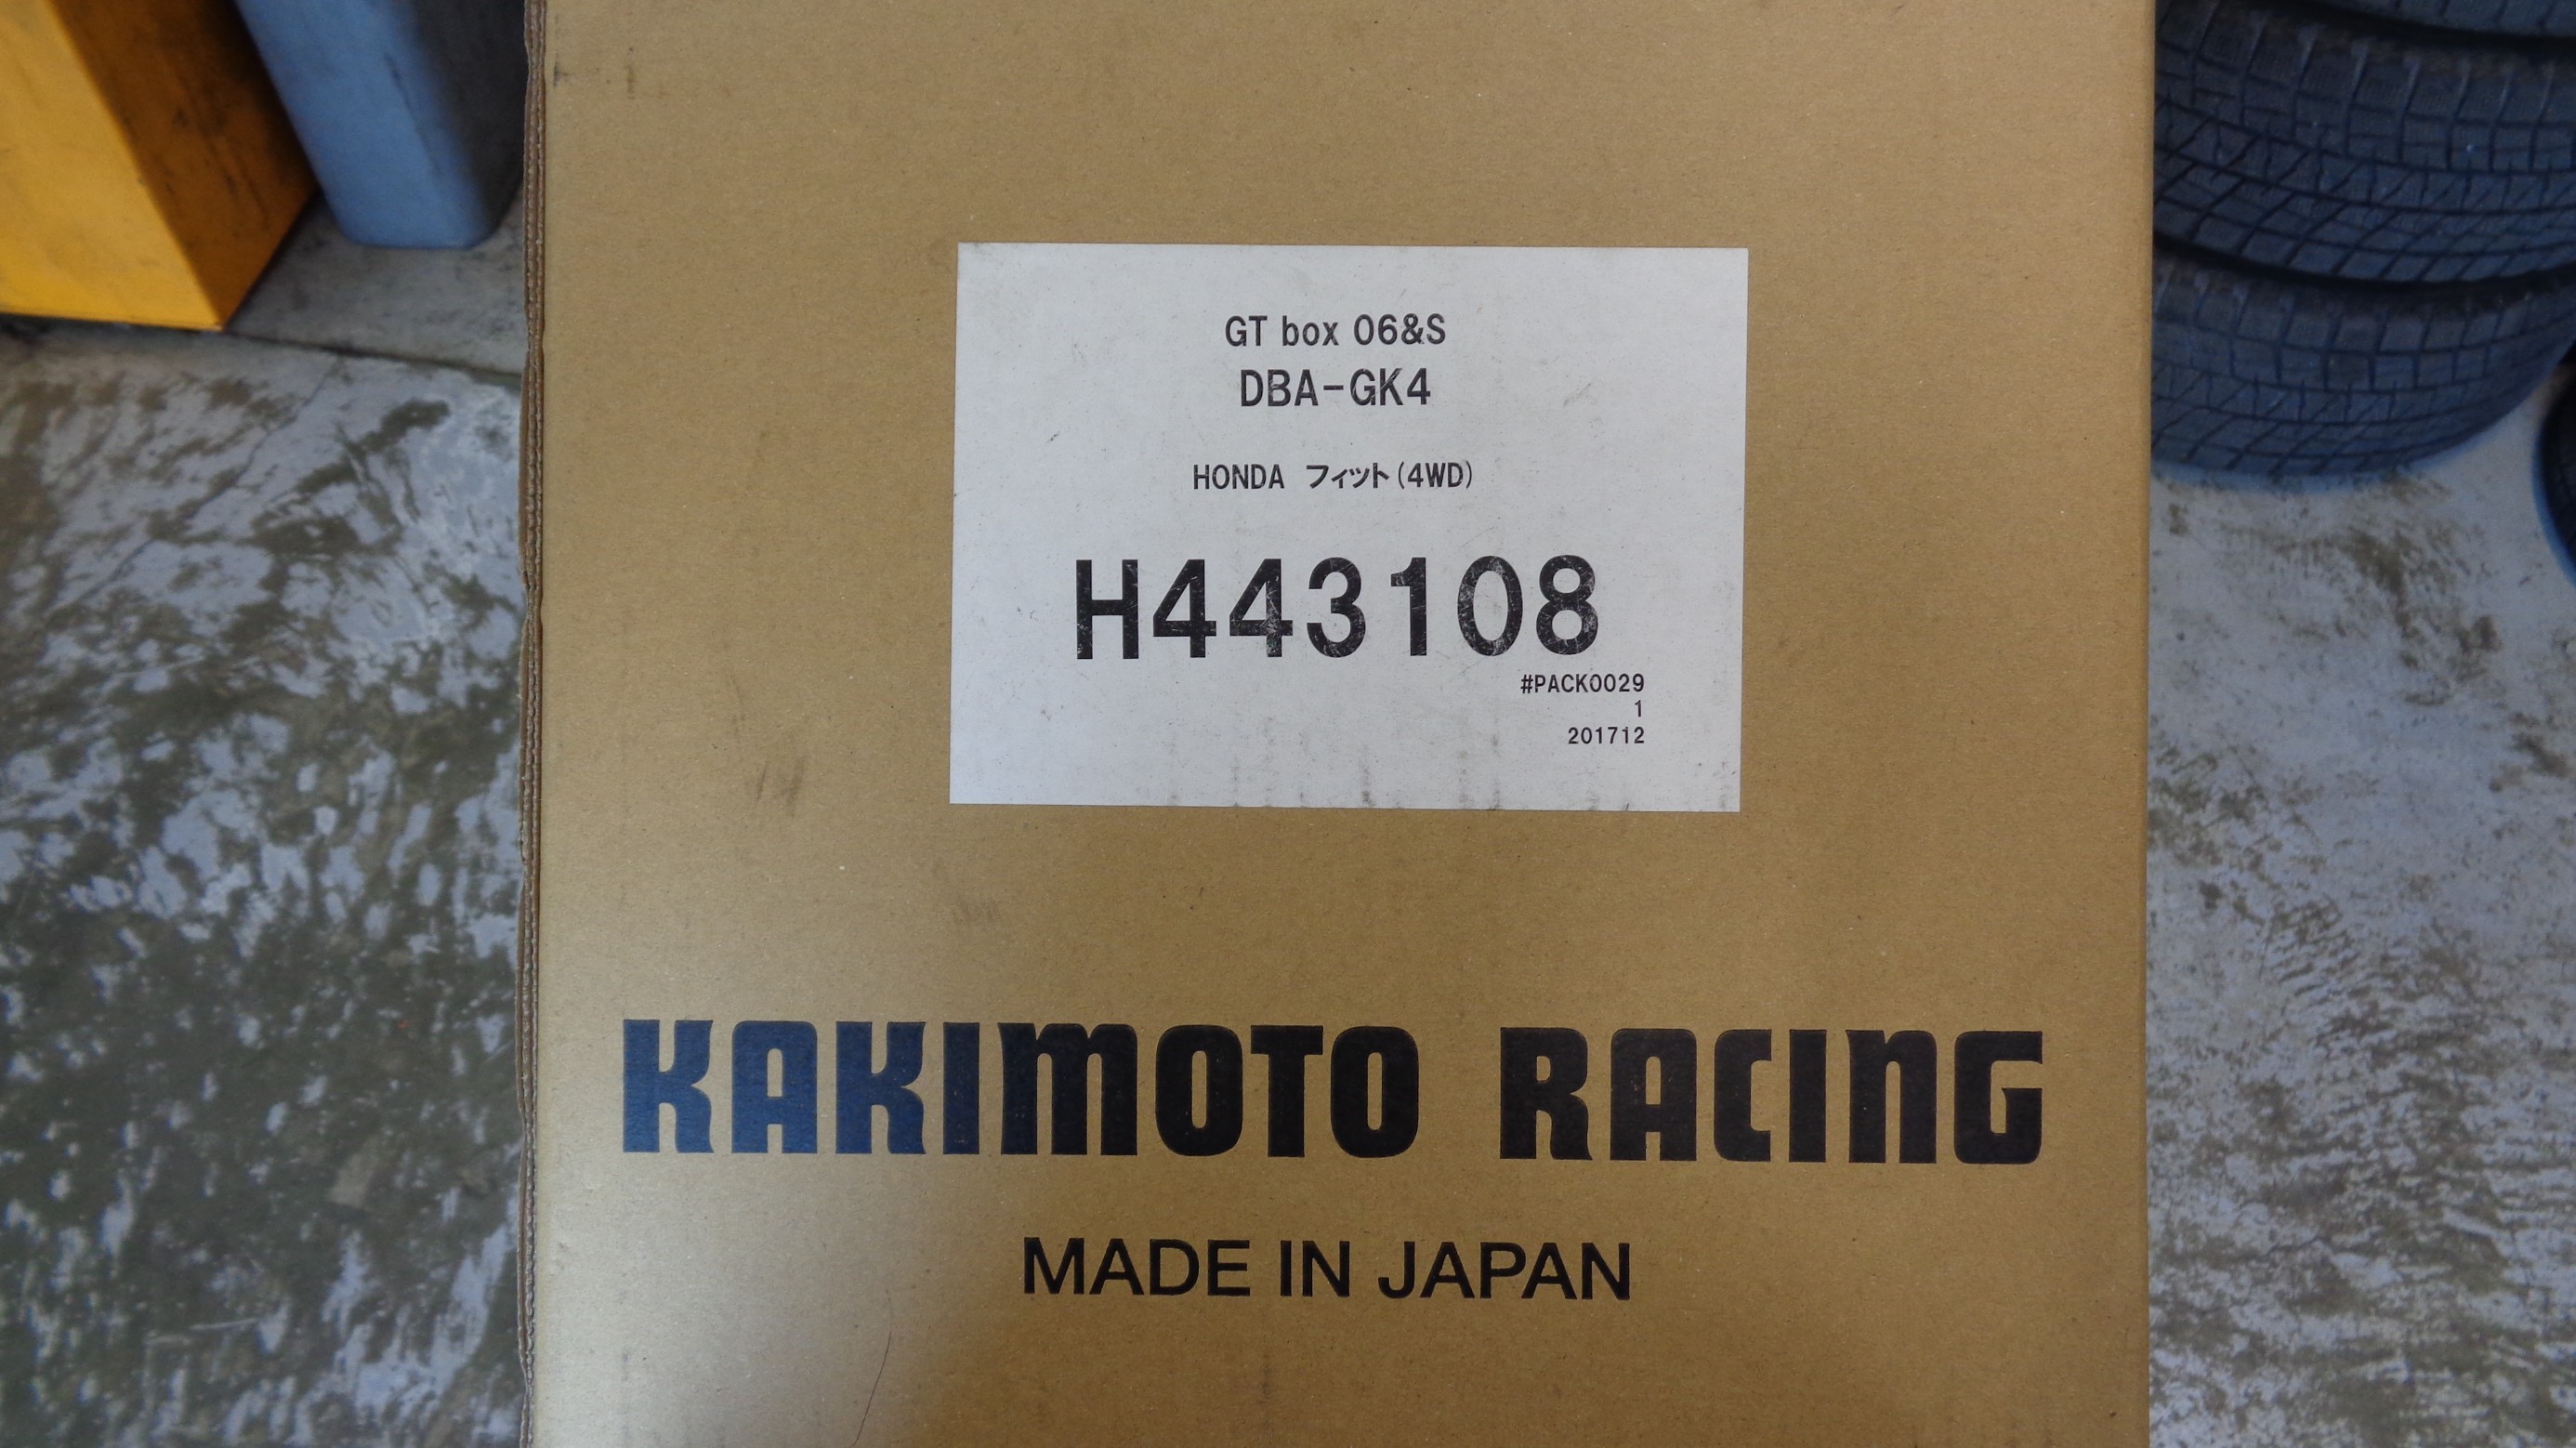 GT box 06&S
DBA-GK4
HONDA フィット(4WD)
H443108
#PACK0029
1
201712
KAKIMOTO RACING
MADE IN JAPAN